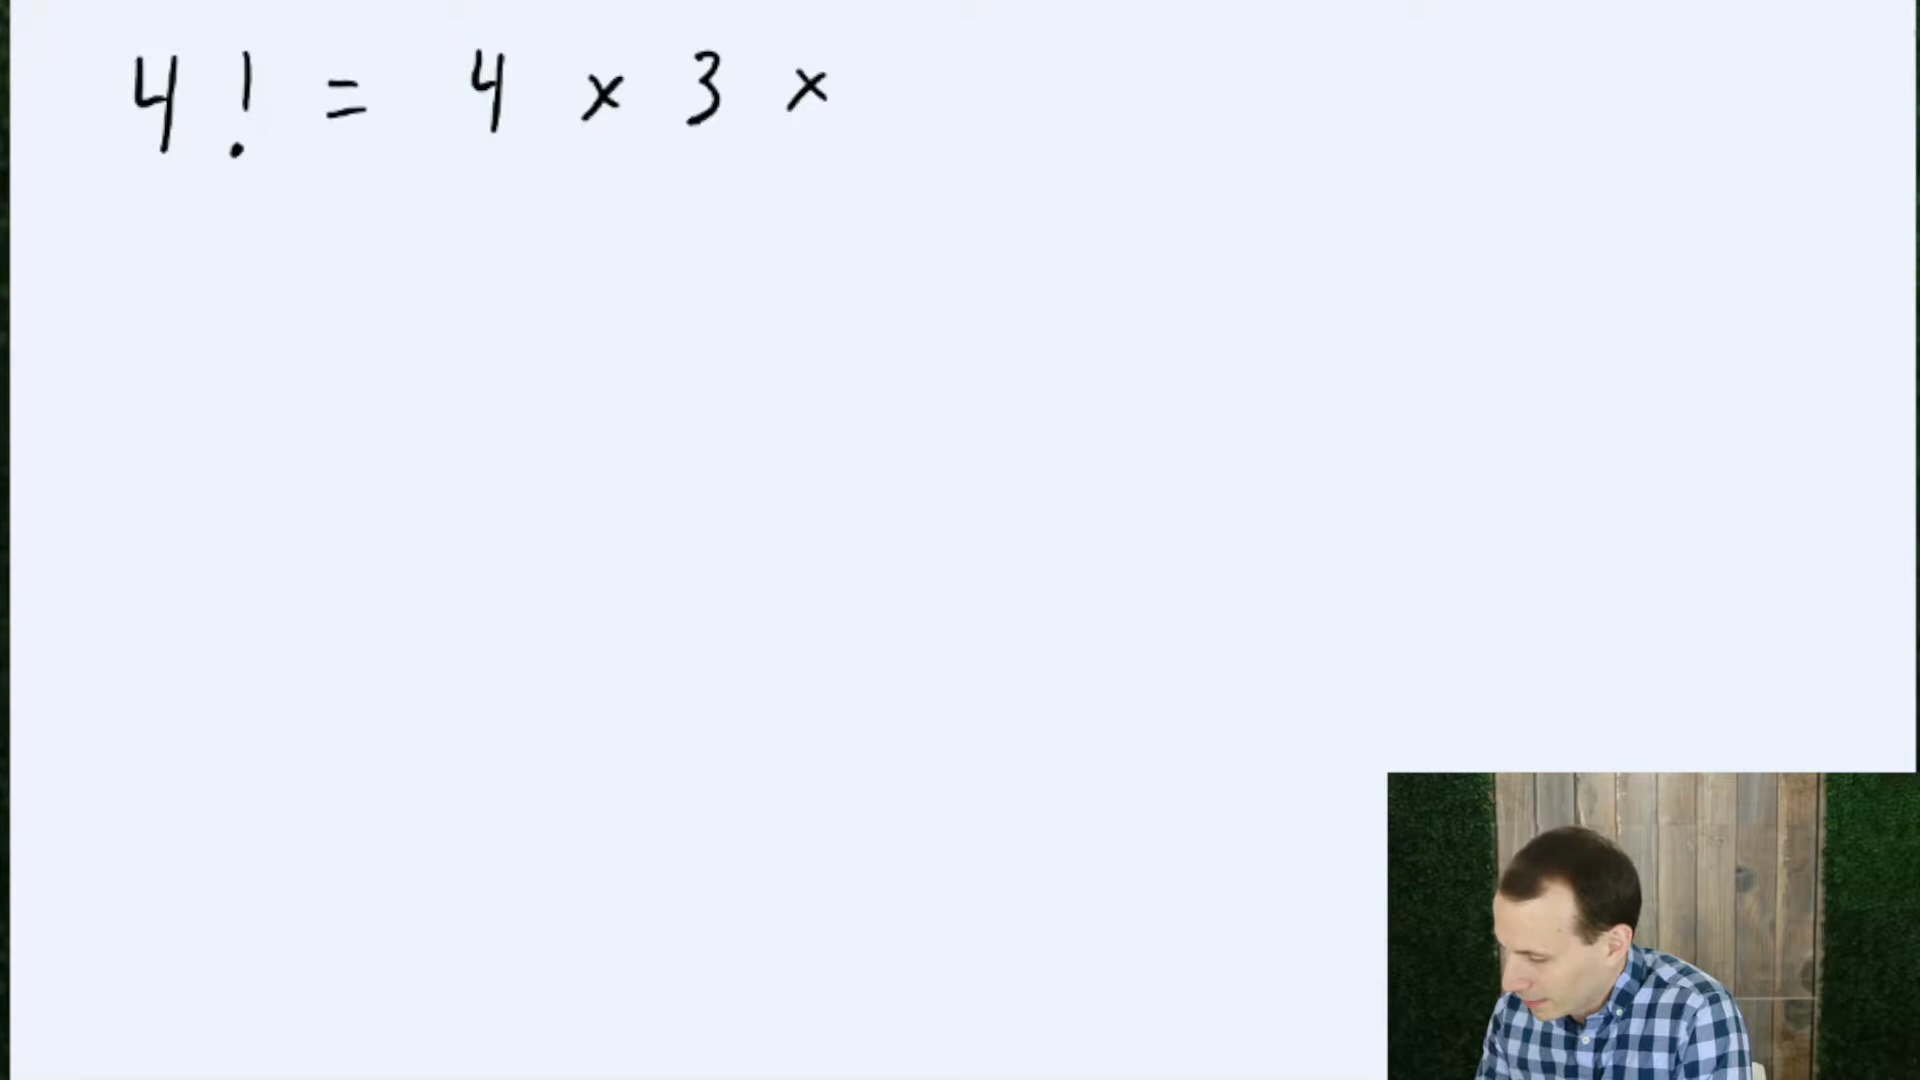 4 ! = 4 × 3 ×